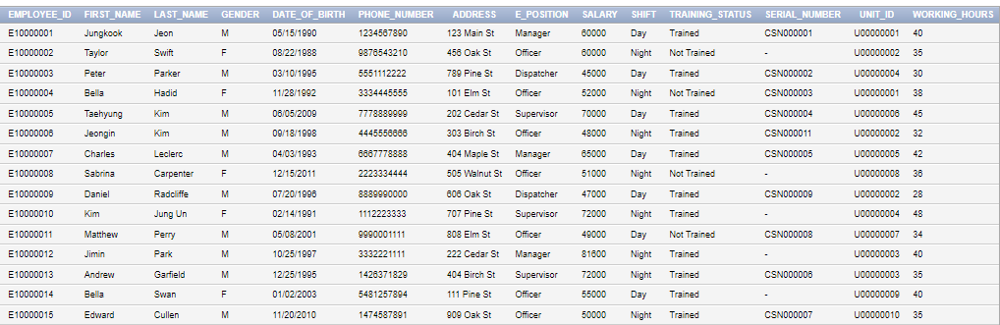 EMPLOYEE_ID FIRST_NAME LAST_NAME GENDER DATE_OF_BIRTH PHONE_NUMBER ADDRESS E_POSITION SALARY SHIFT TRAINING_STATUS SERIAL_NUMBER UNIT_ID WORKING_HOURS
E10000001 Jungkook Jeon M 05/15/1990 1234567890 123 Main St Manager 60000 Day Trained CSN000001 U00000001 40
E10000002 Taylor Swift F 08/22/1988 9876543210 456 Oak St Officer 60000 Night Not Trained - U00000002 35
E10000003 Peter Parker M 03/10/1995 5551112222 789 Pine St Dispatcher 45000 Day Trained CSN000002 U00000004 30
E10000004 Bella Hadid F 11/28/1992 3334445555 101 Elm St Officer 52000 Night Not Trained CSN000003 U00000001 38
E10000005 Taehyung Kim M 06/05/2009 7778889999 202 Cedar St Supervisor 70000 Day Trained CSN000004 U00000006 45
E10000006 Jeongin Kim M 09/18/1998 4445556666 303 Birch St Officer 48000 Night Trained CSN000011 U00000002 32
E10000007 Charles Leclerc M 04/03/1993 6667778888 404 Maple St Manager 65000 Day Trained CSN000005 U00000005 42
E10000008 Sabrina Carpenter F 12/15/2011 2223334444 505 Walnut St Officer 51000 Night Not Trained - U00000008 36
E10000009 Daniel Radcliffe M 07/20/1996 8889990000 606 Oak St Dispatcher 47000 Day Trained CSN000009 U00000002 28
E10000010 Kim Jung Un F 02/14/1991 1112223333 707 Pine St Supervisor 72000 Night Trained - U00000004 48
E10000011 Matthew Perry M 05/08/2001 9990001111 808 Elm St Officer 49000 Day Not Trained CSN000008 U00000007 34
E10000012 Jimin Park M 10/25/1997 3332221111 222 Cedar St Manager 81600 Night Trained - U00000003 40
E10000013 Andrew Garfield M 12/25/1995 1426371829 404 Birch St Supervisor 72000 Night Trained CSN000006 U00000003 35
E10000014 Bella Swan F 01/02/2003 5481257894 111 Pine St Officer 55000 Day Trained - U00000009 40
E10000015 Edward Cullen M 11/20/2010 1474587891 909 Oak St Officer 50000 Night Trained CSN000007 U00000010 35